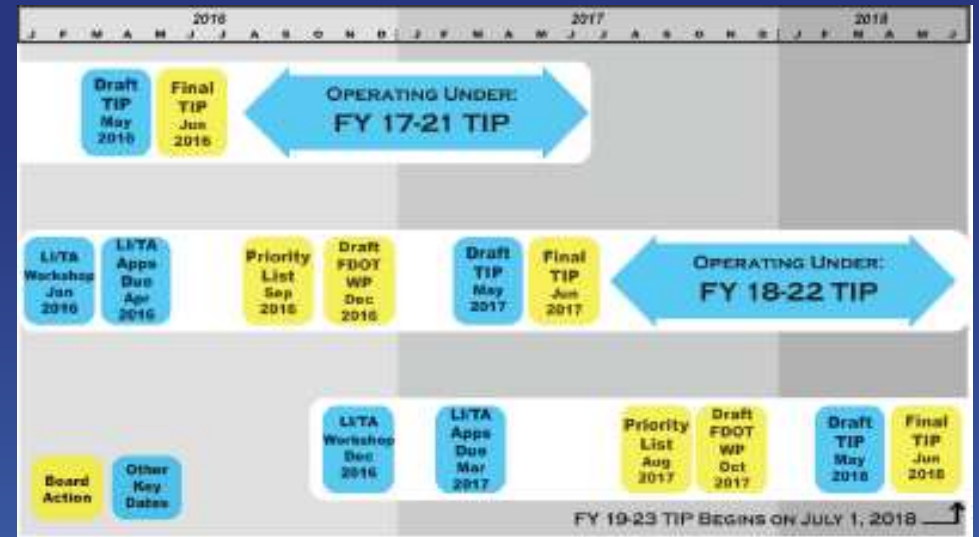 2016 2017 2018
J F M A M J J A S O N D J F M A M J J A S O N D J F M A M J
Draft
TIP
May
2016
Final
TIP
Jun
2016
OPERATING UNDER:
FY 17-21 TIP
LI/TA
Workshop
Jan
2016
LI/TA
Apps
Due
Apr
2016
Priority
List
Sep
2016
Draft
FDOT
WP
Dec
2016
Draft
TIP
May
2017
Final
TIP
Jun
2017
OPERATING UNDER:
FY 18-22 TIP
LI/TA
Workshop
Dec
2016
LI/TA
Apps
Due
Mar
2017
Priority
List
Aug
2017
Draft
FDOT
WP
Oct
2017
Draft
TIP
May
2018
Final
TIP
Jun
2018
Board
Action
Other
Key
Dates
FY 19-23 TIP BEGINS ON JULY 1, 2018